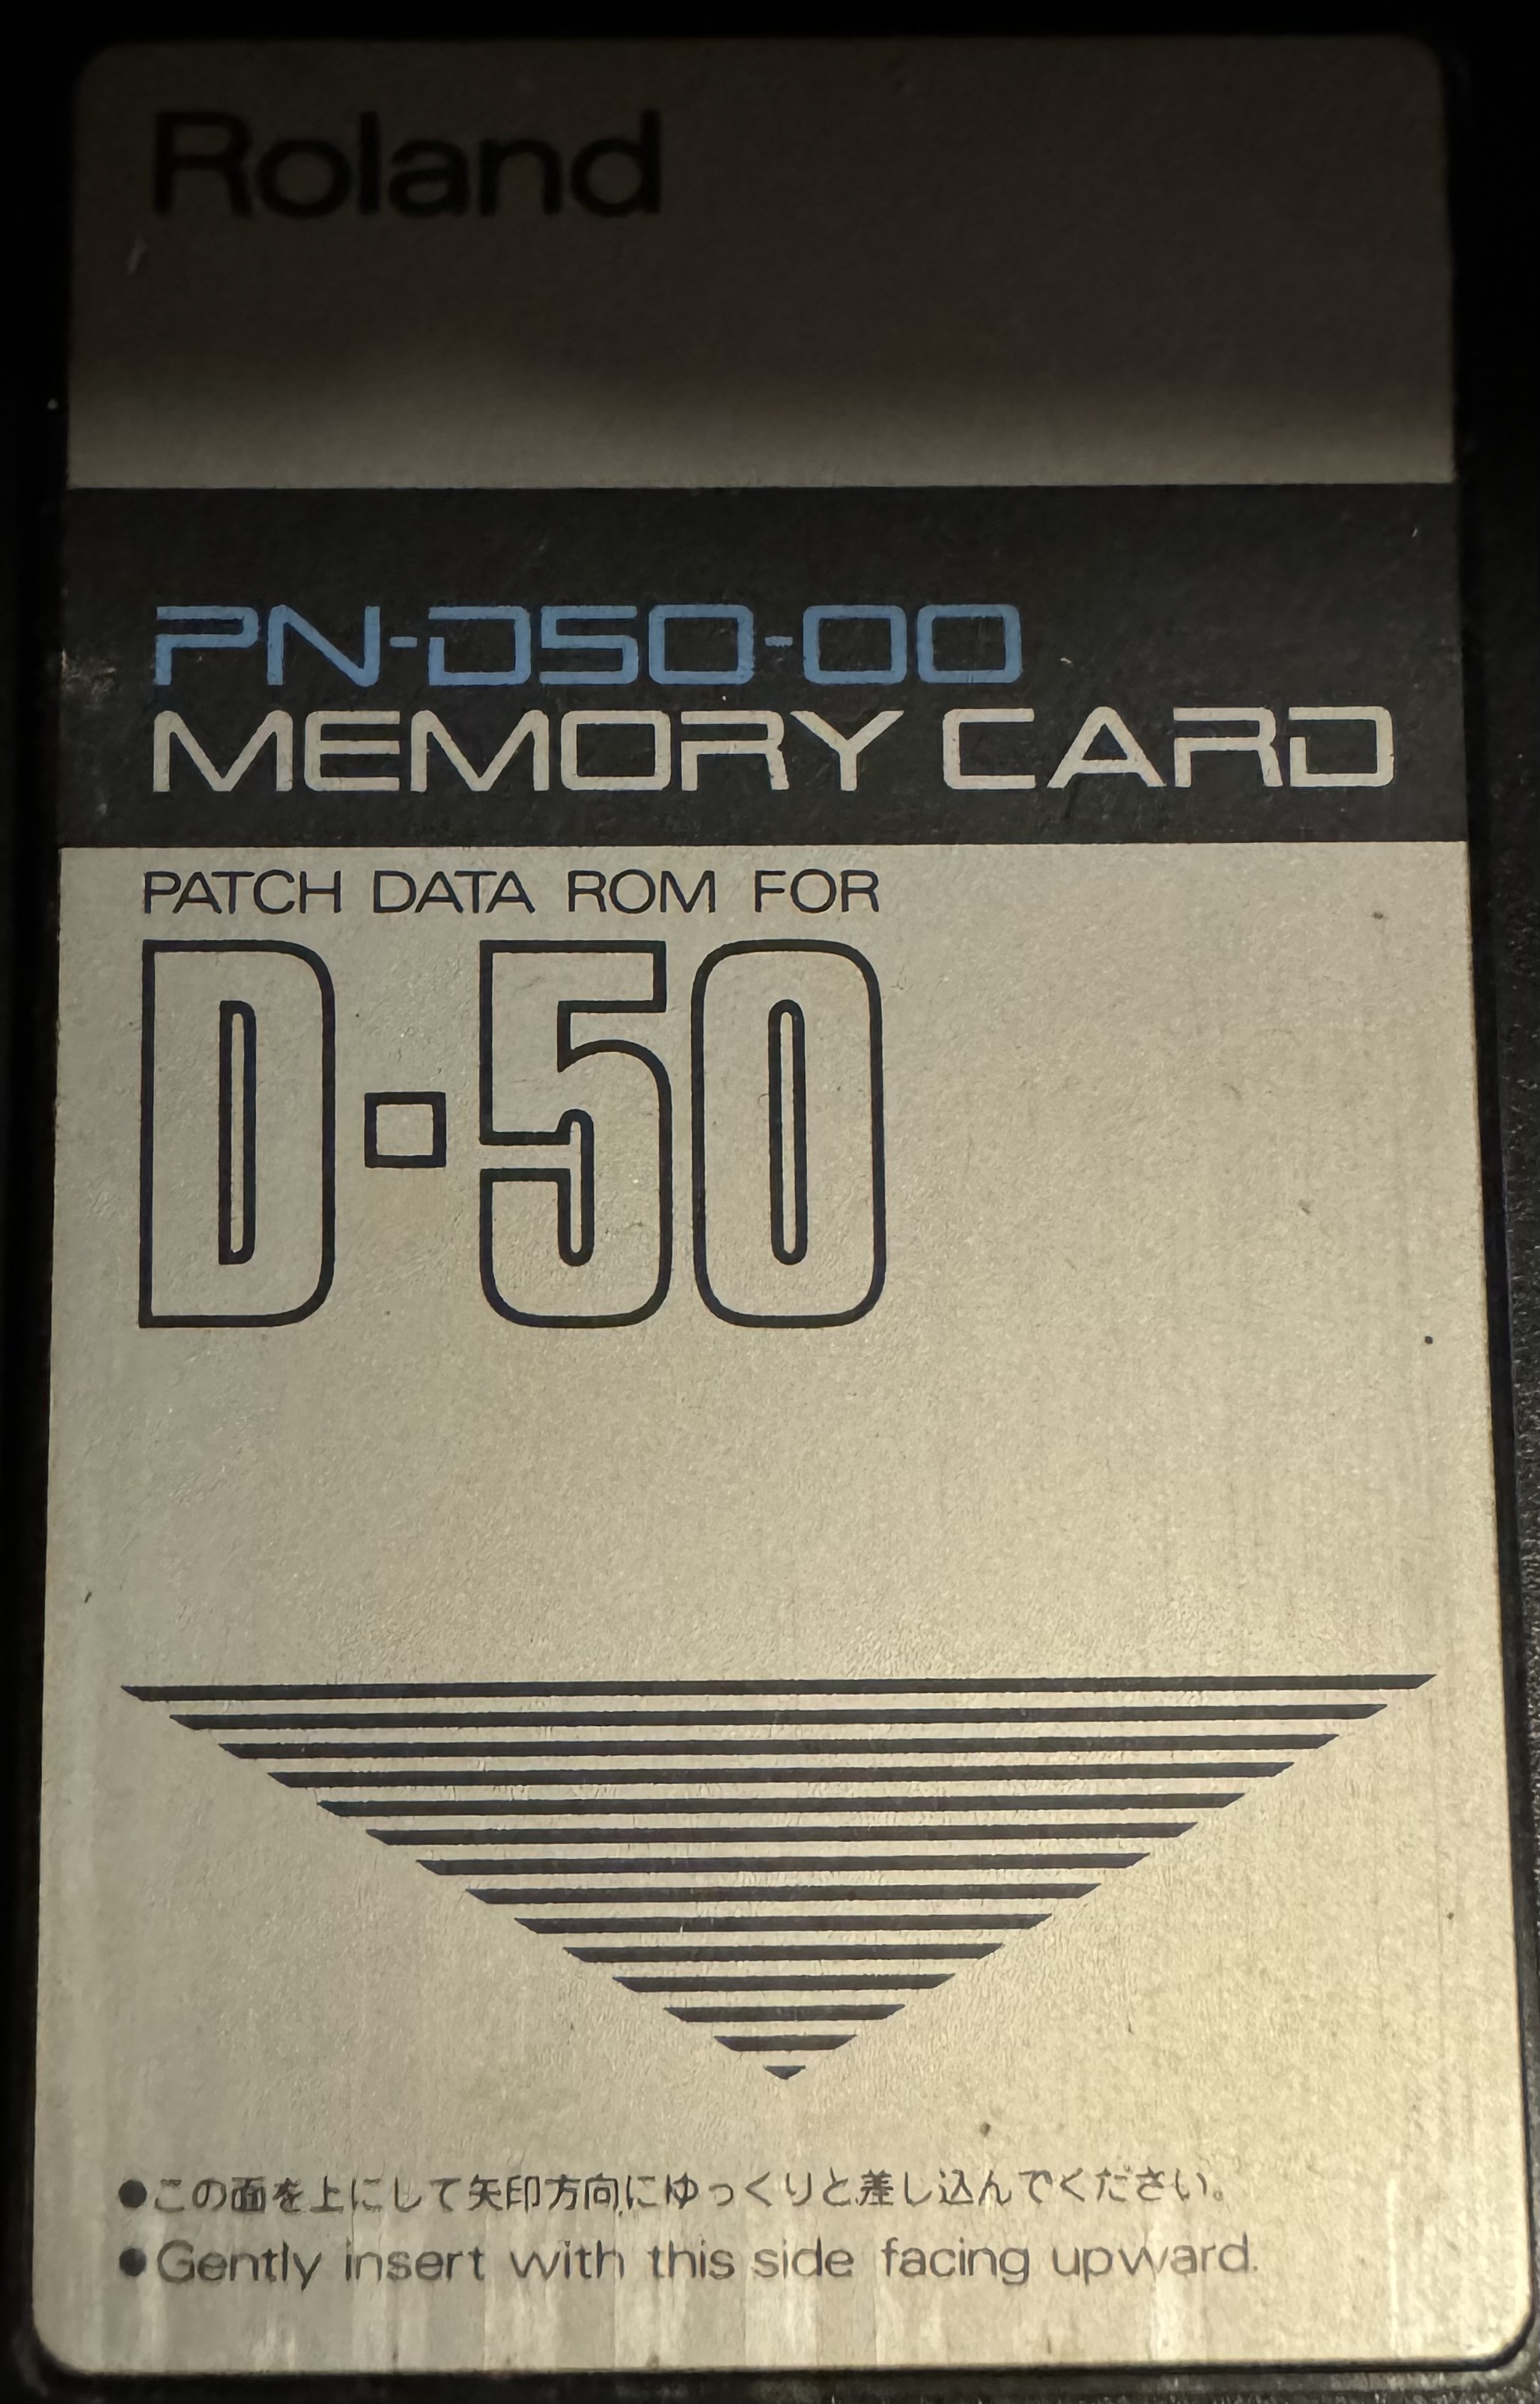 Roland
PN-D50-00
MEMORY CARD
PATCH DATA ROM FOR
D-50
●この面を上にして矢印方向にゆっくりと差し込んでください。
●Gently insert with this side facing upward.